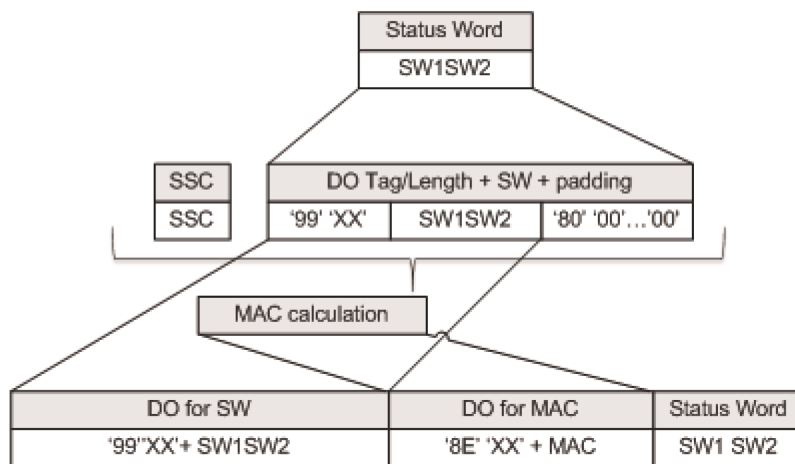 Status Word
SW1SW2
SSC DO Tag/Length + SW + padding
SSC '99' 'XX' SW1SW2 '80' '00'...'00'
MAC calculation
DO for SW DO for MAC Status Word
'99''XX'+ SW1SW2 '8E' 'XX' + MAC SW1 SW2